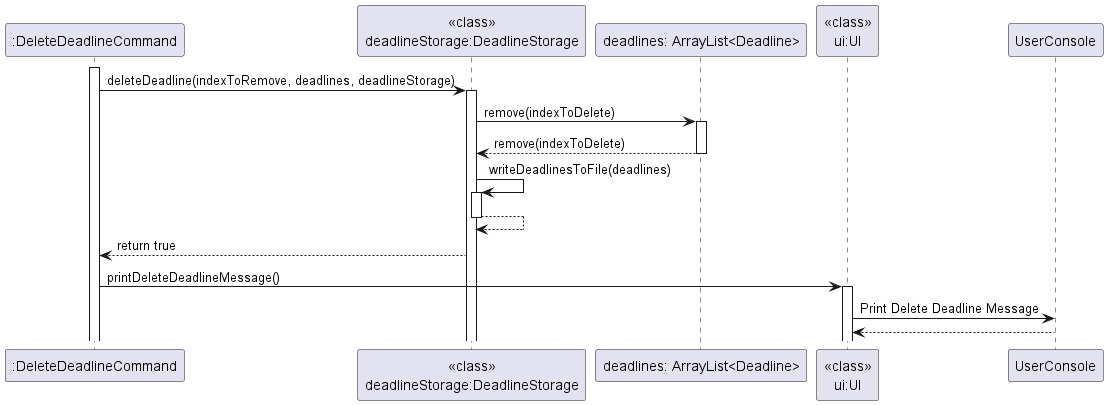 :DeleteDeadlineCommand
«class»
deadlineStorage:DeadlineStorage
deadlines: ArrayList<Deadline>
«class»
ui:UI
UserConsole
deleteDeadline(indexToRemove, deadlines, deadlineStorage)
remove(indexToDelete)
remove(indexToDelete)
writeDeadlinesToFile(deadlines)
return true
printDeleteDeadlineMessage()
Print Delete Deadline Message
:DeleteDeadlineCommand
«class»
deadlineStorage:DeadlineStorage
deadlines: ArrayList<Deadline>
«class»
ui:UI
UserConsole